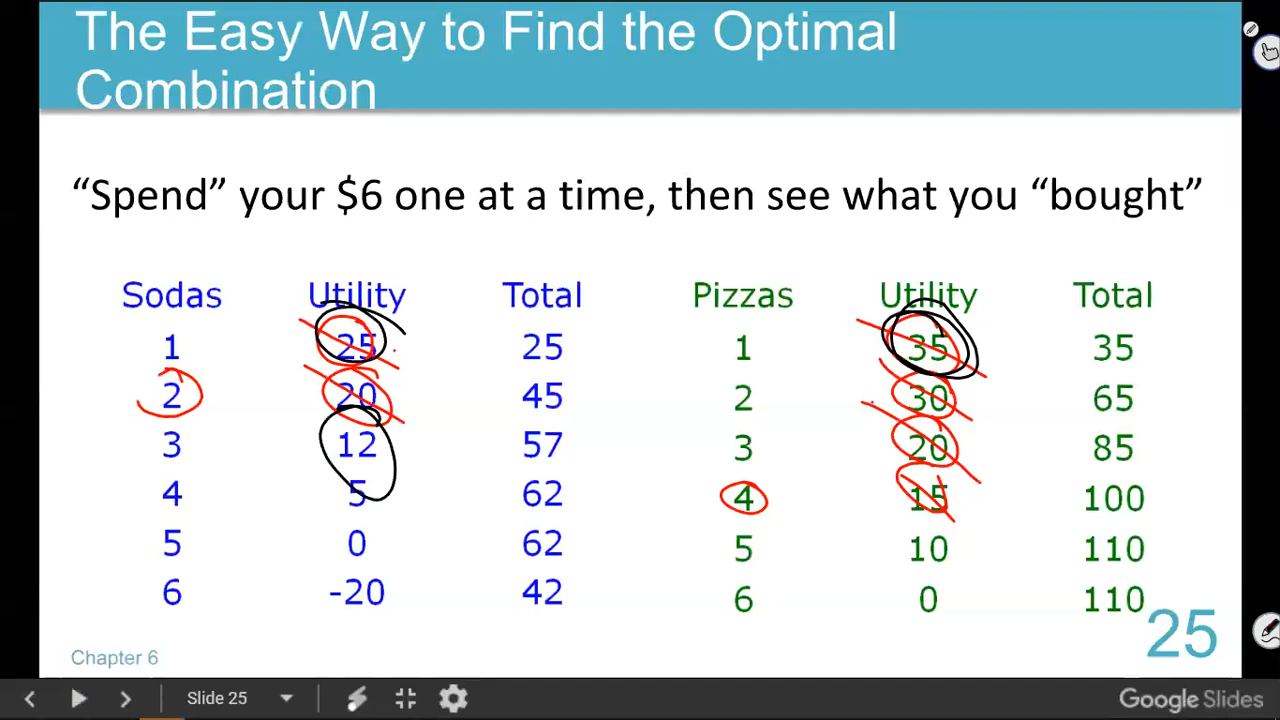 The Easy Way to Find the Optimal
Combination
“Spend” your $6 one at a time, then see what you “bought”
Sodas Utility Total Pizzas Utility Total
1 25 25 1 35 35
2 20 45 2 30 65
3 12 57 3 20 85
4 5 62 4 15 100
5 0 62 5 10 110
6 -20 42 6 0 110
25
Chapter 6
Slide 25
Google Slides